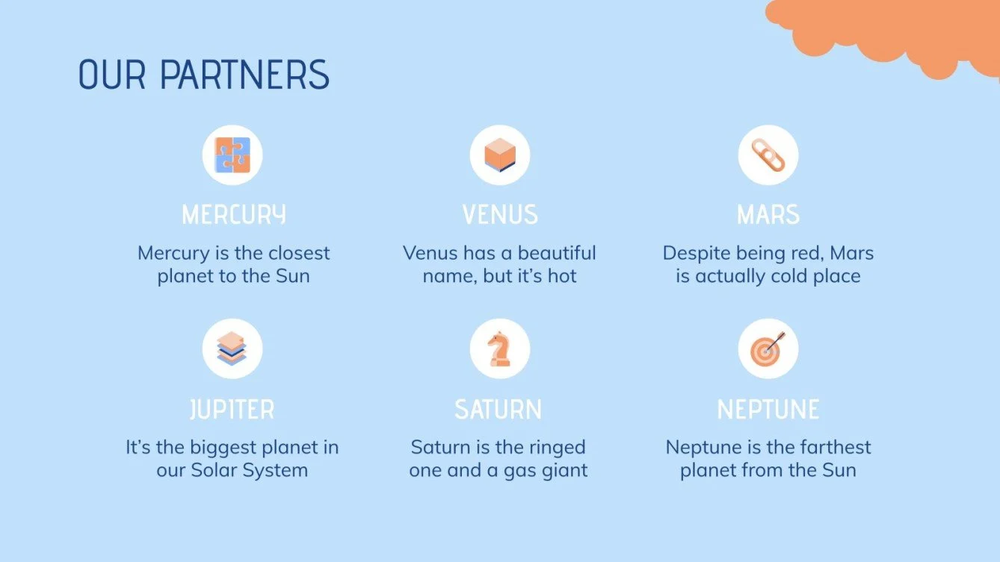 OUR PARTNERS
MERCURY
Mercury is the closest
planet to the Sun
VENUS
Venus has a beautiful
name, but it’s hot
MARS
Despite being red, Mars
is actually cold place
JUPITER
It’s the biggest planet in
our Solar System
SATURN
Saturn is the ringed
one and a gas giant
NEPTUNE
Neptune is the farthest
planet from the Sun